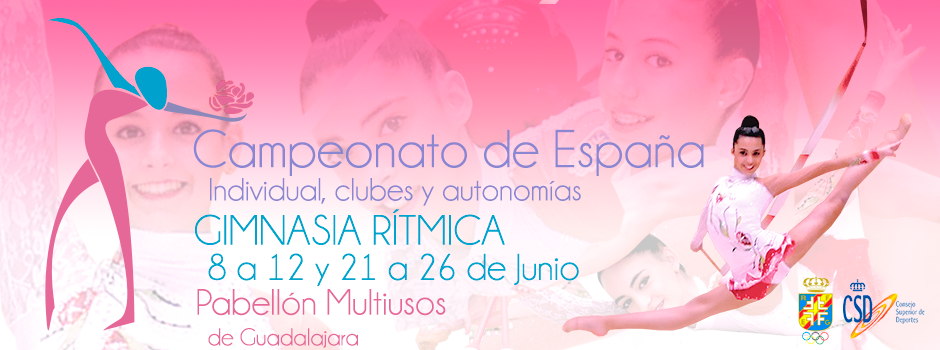 Campeonato de España
Individual, clubes y autonomías
GIMNASIA RÍTMICA
8 a 12 y 21 a 26 de Junio
Pabellón Multiusos
de Guadalajara
CSD
Consejo
Superior de
Deportes